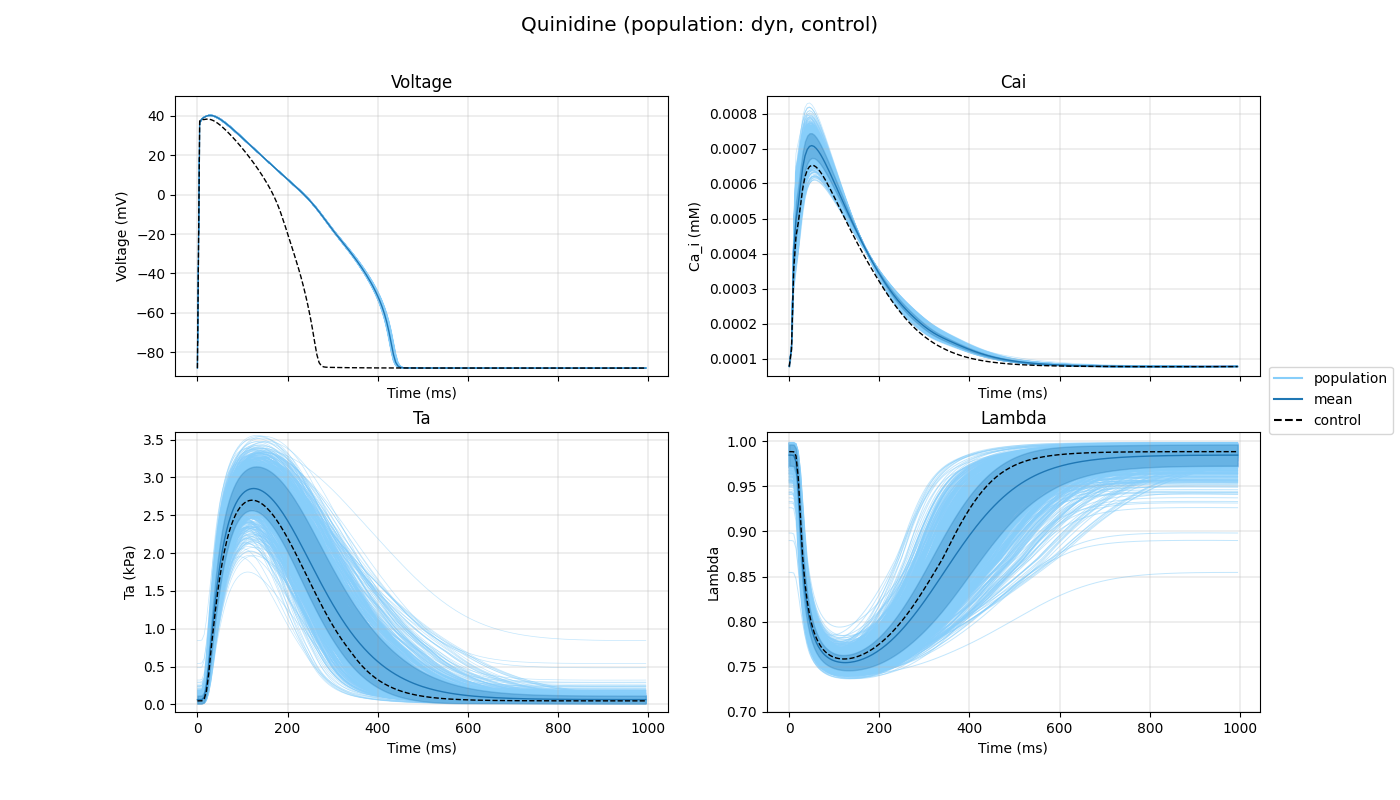 Quinidine (population: dyn, control)
Voltage
40
20
0
−20
−40
−60
−80
Voltage (mV)
Time (ms)
Cai
0.0008
0.0007
0.0006
0.0005
0.0004
0.0003
0.0002
0.0001
Ca_i (mM)
Time (ms)
population
mean
control
Ta
3.5
3.0
2.5
2.0
1.5
1.0
0.5
0.0
Ta (kPa)
0 200 400 600 800 1000
Time (ms)
Lambda
1.00
0.95
0.90
0.85
0.80
0.75
0.70
Lambda
0 200 400 600 800 1000
Time (ms)